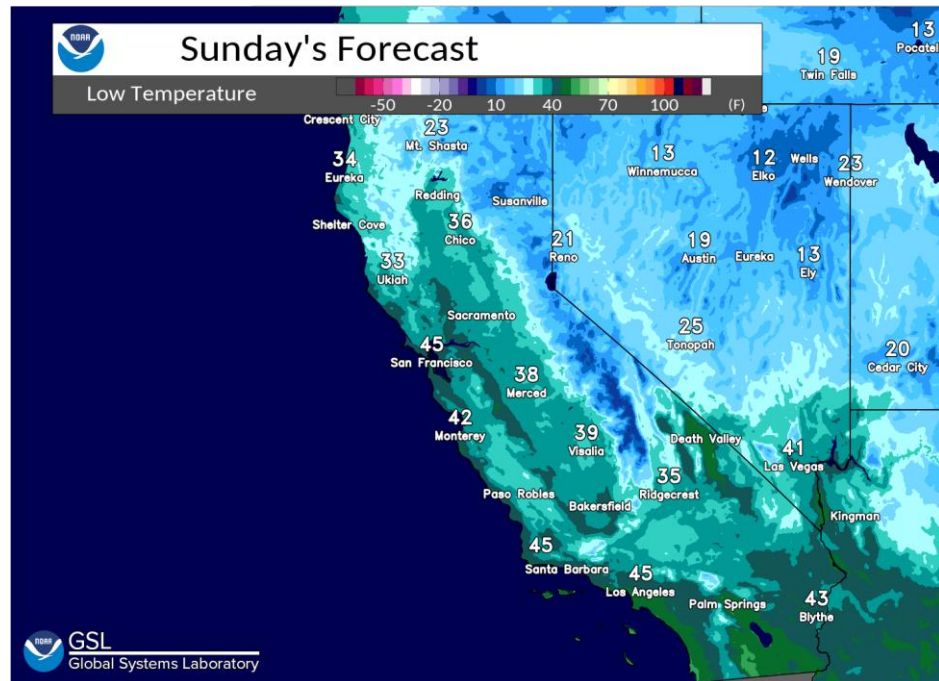 NOAA
Sunday's Forecast
Low Temperature
-50 -20 10 40 70 100 (F)
13
Pocatel
19
Twin Falls
Crescent City
23
Mt. Shasta
34
Eureka
13
Winnemucca
12
Elko
Wells
23
Wendover
Redding
Susanville
Shelter Cove
36
Chico
21
Reno
19
Austin
Eureka
13
Ely
33
Ukiah
Sacramento
25
Tonopah
45
San Francisco
20
Cedar City
38
Merced
42
Monterey
39
Visalia
Death Valley
41
Las Vegas
35
Ridgecrest
Paso Robles
Bakersfield
Kingman
45
Santa Barbara
45
Los Angeles
Palm Springs
43
Blythe
NOAA
GSL
Global Systems Laboratory